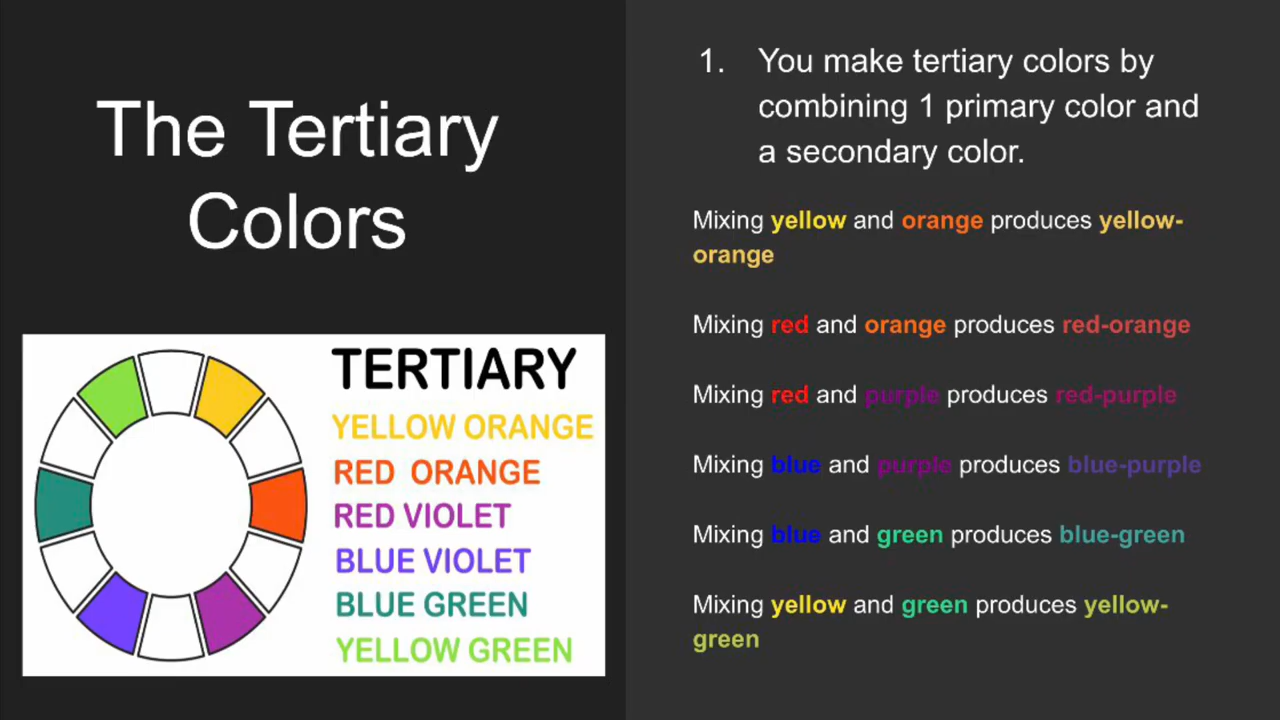 The Tertiary
Colors
TERTIARY
YELLOW ORANGE
RED ORANGE
RED VIOLET
BLUE VIOLET
BLUE GREEN
YELLOW GREEN
1. You make tertiary colors by
combining 1 primary color and
a secondary color.
Mixing yellow and orange produces yellow-
orange
Mixing red and orange produces red-orange
Mixing red and purple produces red-purple
Mixing blue and purple produces blue-purple
Mixing blue and green produces blue-green
Mixing yellow and green produces yellow-
green